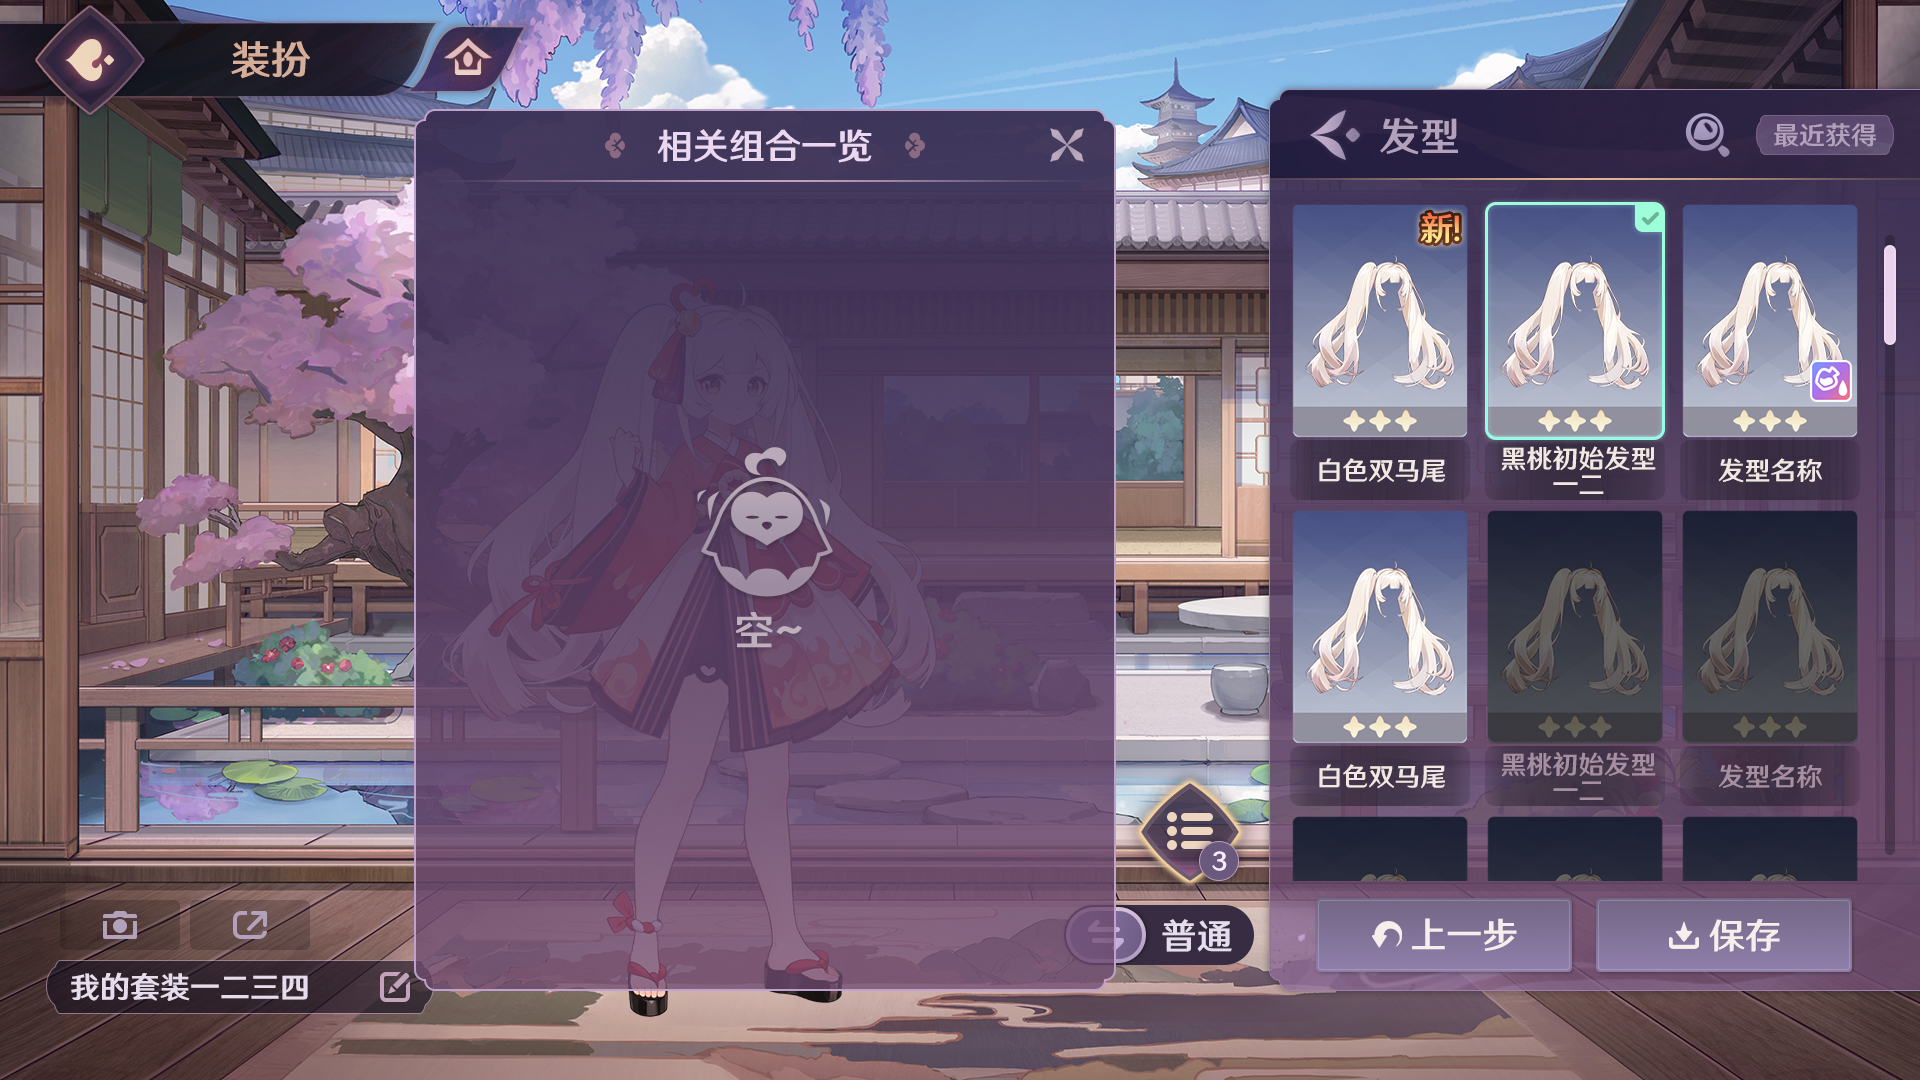 装扮
相关组合一览
空~
发型
最近获得
新!
白色双马尾
黑桃初始发型
一二
发型名称
白色双马尾
黑桃初始发型
一二
发型名称
3
普通
上一步
保存
我的套装一二三四